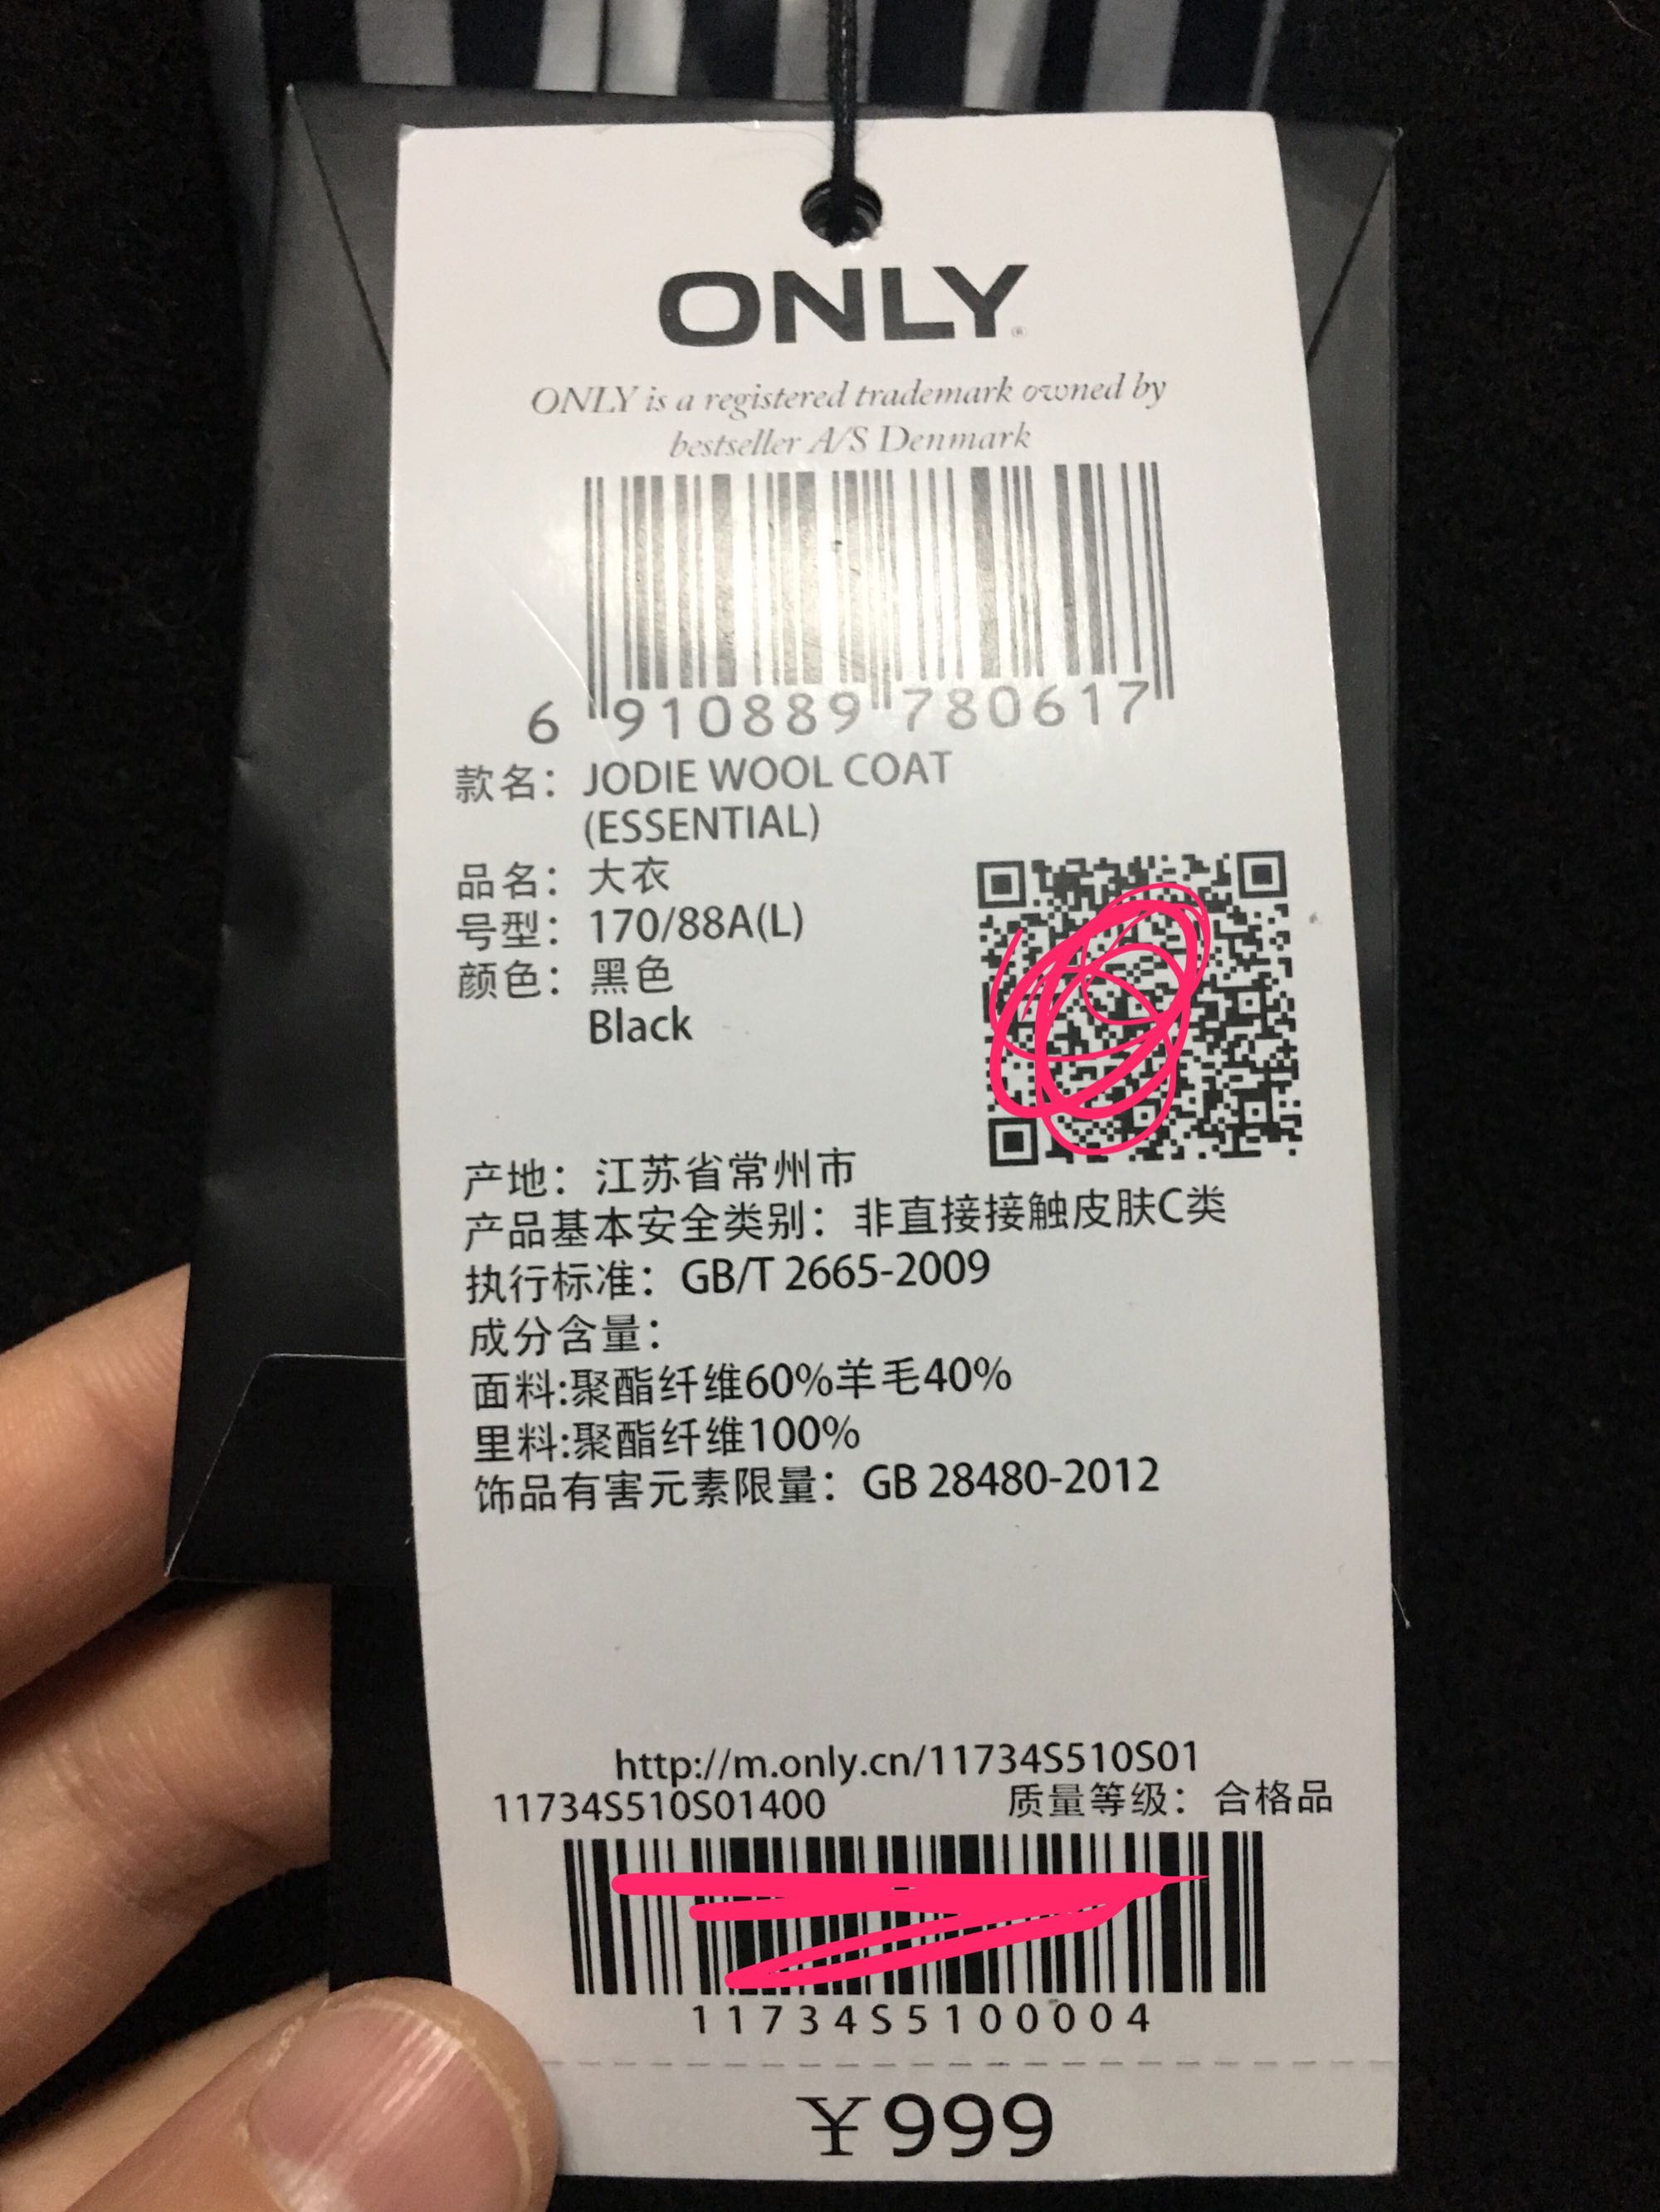 ONLY®
ONLY is a registered trademark owned by
bestseller A/S Denmark
6 910889 780617
款名： JODIE WOOL COAT
(ESSENTIAL)
品名： 大衣
号型： 170/88A(L)
颜色： 黑色
Black
产地： 江苏省常州市
产品基本安全类别： 非直接接触皮肤C类
执行标准： GB/T 2665-2009
成分含量：
面料:聚酯纤维60%羊毛40%
里料:聚酯纤维100%
饰品有害元素限量： GB 28480-2012
http://m.only.cn/11734S510S01
11734S510S01400 质量等级： 合格品
11734S5100004
¥999